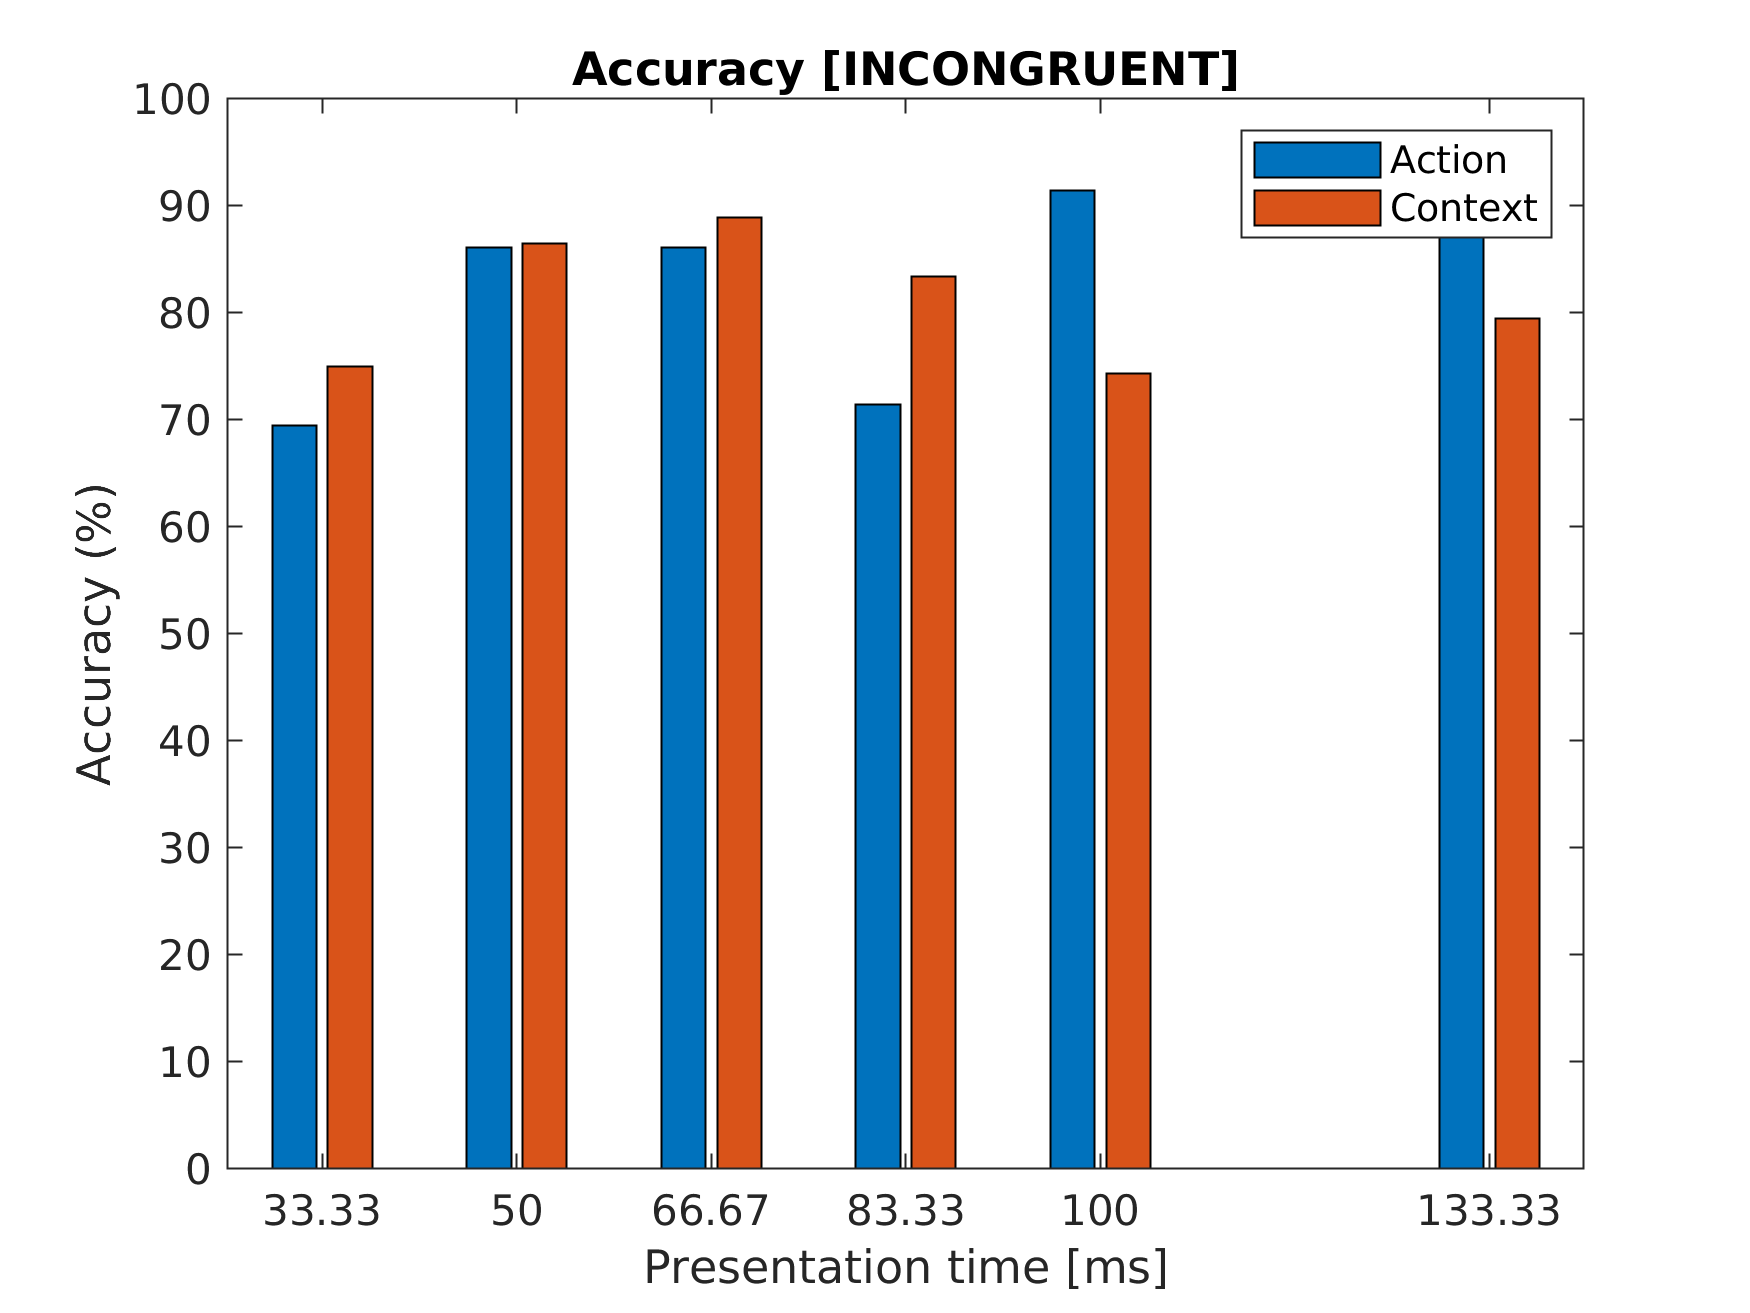 Accuracy [INCONGRUENT]
Action
Context
Accuracy (%)
100
90
80
70
60
50
40
30
20
10
0
33.33 50 66.67 83.33 100 133.33
Presentation time [ms]